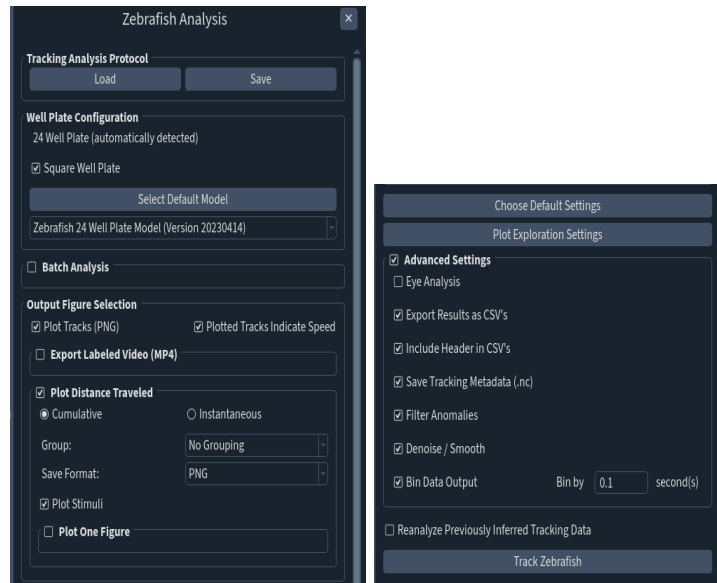 Zebrafish Analysis
x
Tracking Analysis Protocol
Load Save
Well Plate Configuration
24 Well Plate (automatically detected)
Square Well Plate
Select Default Model
Zebrafish 24 Well Plate Model (Version 20230414)
Batch Analysis
Output Figure Selection
Plot Tracks (PNG) Plotted Tracks Indicate Speed
Export Labeled Video (MP4)
Plot Distance Traveled
Cumulative Instantaneous
Group: No Grouping
Save Format: PNG
Plot Stimuli
Plot One Figure
Choose Default Settings
Plot Exploration Settings
Advanced Settings
Eye Analysis
Export Results as CSV's
Include Header in CSV's
Save Tracking Metadata (.nc)
Filter Anomalies
Denoise / Smooth
Bin Data Output Bin by 0.1 second(s)
Reanalyze Previously Inferred Tracking Data
Track Zebrafish